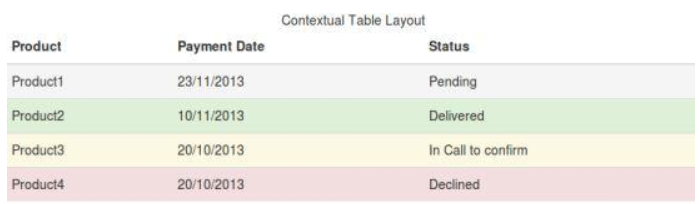 Contextual Table Layout
Product Payment Date Status
Product1 23/11/2013 Pending
Product2 10/11/2013 Delivered
Product3 20/10/2013 In Call to confirm
Product4 20/10/2013 Declined